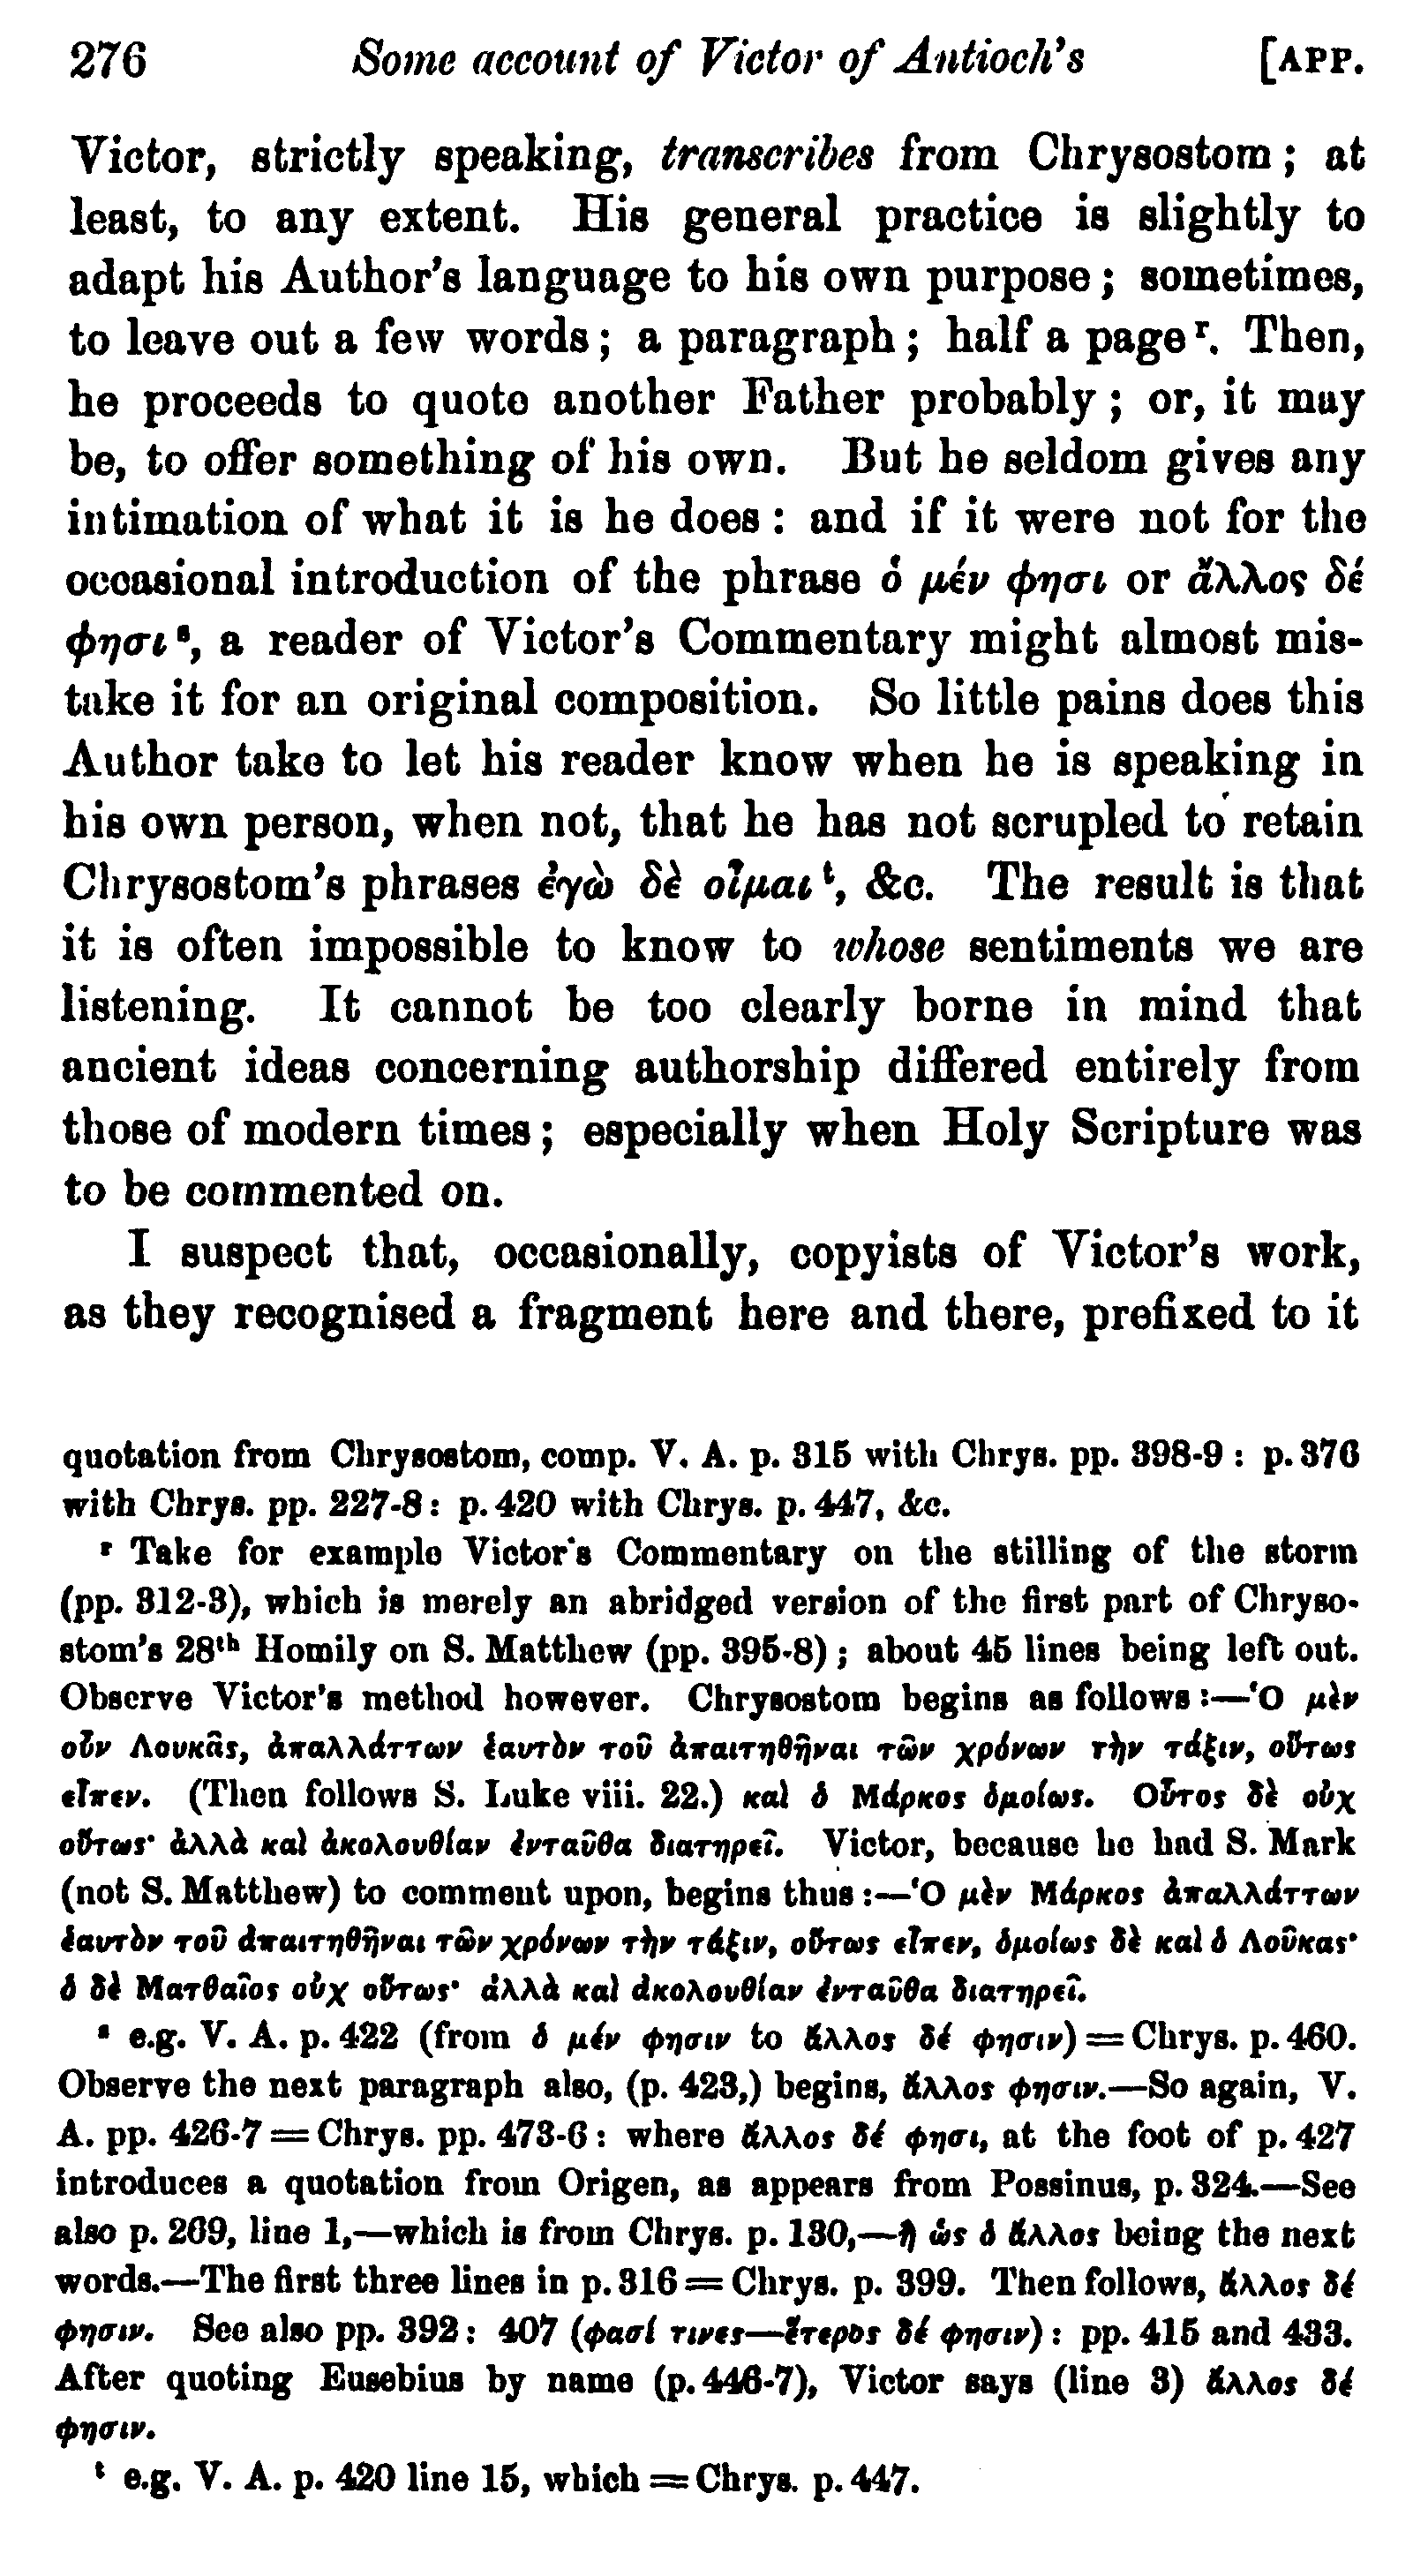 276 Some account of Victor of Antioch's [APP.
Victor, strictly speaking, transcribes from Chrysostom; at
least, to any extent. His general practice is slightly to
adapt his Author's language to his own purpose; sometimes,
to leave out a few words; a paragraph; half a page ʳ. Then,
he proceeds to quote another Father probably; or, it may
be, to offer something of his own. But he seldom gives any
intimation of what it is he does: and if it were not for the
occasional introduction of the phrase ὁ μέν φησι or ἄλλος δέ
φησι ˢ, a reader of Victor's Commentary might almost mis-
take it for an original composition. So little pains does this
Author take to let his reader know when he is speaking in
his own person, when not, that he has not scrupled to retain
Chrysostom's phrases ἐγὼ δὲ οἶμαι ᵗ, &c. The result is that
it is often impossible to know to whose sentiments we are
listening. It cannot be too clearly borne in mind that
ancient ideas concerning authorship differed entirely from
those of modern times; especially when Holy Scripture was
to be commented on.
I suspect that, occasionally, copyists of Victor's work,
as they recognised a fragment here and there, prefixed to it
quotation from Chrysostom, comp. V. A. p. 315 with Chrys. pp. 398-9: p. 376
with Chrys. pp. 227-8: p. 420 with Chrys. p. 447, &c.
ʳ Take for example Victor's Commentary on the stilling of the storm
(pp. 312-3), which is merely an abridged version of the first part of Chryso-
stom's 28ᵗʰ Homily on S. Matthew (pp. 395-8); about 45 lines being left out.
Observe Victor's method however. Chrysostom begins as follows:—Ὁ μὲν
οὖν Λουκᾶς, ἀπαλλάττων ἑαυτὸν τοῦ ἀπαιτηθῆναι τῶν χρόνων τὴν τάξιν, οὕτως
εἶπεν. (Then follows S. Luke viii. 22.) καὶ ὁ Μάρκος ὁμοίως. Οὗτος δὲ οὐχ
οὕτως· ἀλλὰ καὶ ἀκολουθίαν ἐνταῦθα διατηρεῖ. Victor, because he had S. Mark
(not S. Matthew) to comment upon, begins thus:—Ὁ μὲν Μάρκος ἀπαλλάττων
ἑαυτὸν τοῦ ἀπαιτηθῆναι τῶν χρόνων τὴν τάξιν, οὕτως εἶπεν, ὁμοίως δὲ καὶ ὁ Λοῦκας·
ὁ δὲ Ματθαῖος οὐχ οὕτως· ἀλλὰ καὶ ἀκολουθίαν ἐνταῦθα διατηρεῖ.
ˢ e.g. V. A. p. 422 (from ὁ μέν φησιν to ἄλλος δέ φησιν) = Chrys. p. 460.
Observe the next paragraph also, (p. 423,) begins, ἄλλος φησιν.—So again, V.
A. pp. 426-7 = Chrys. pp. 473-6: where ἄλλος δέ φησι, at the foot of p. 427
introduces a quotation from Origen, as appears from Possinus, p. 324.—See
also p. 269, line 1,—which is from Chrys. p. 130,—ἢ ὡς ὁ ἄλλος being the next
words.—The first three lines in p. 316 = Chrys. p. 399. Then follows, ἄλλος δέ
φησιν. See also pp. 392: 407 (φασί τινες—ἕτερος δέ φησιν): pp. 415 and 433.
After quoting Eusebius by name (p. 446-7), Victor says (line 3) ἄλλος δέ
φησιν.
ᵗ e.g. V. A. p. 420 line 15, which = Chrys. p. 447.